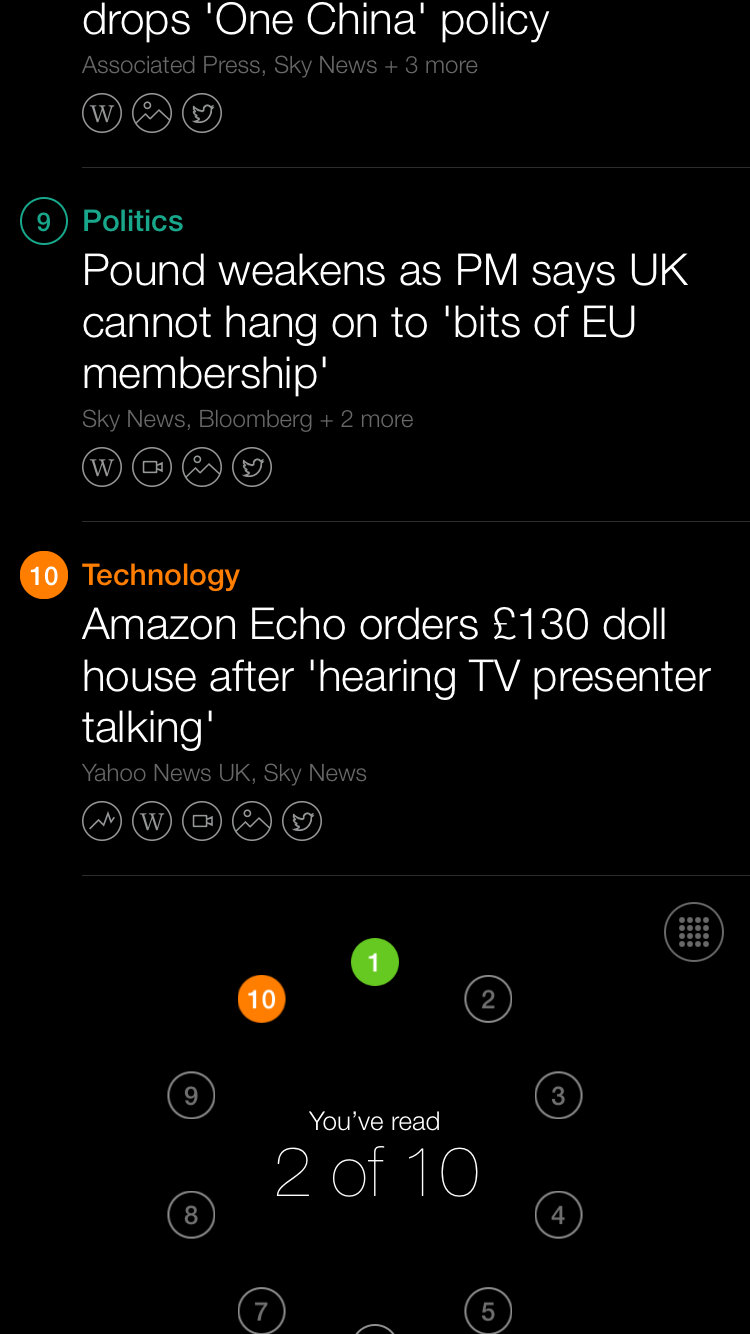 drops 'One China' policy
Associated Press, Sky News + 3 more
W
9 Politics
Pound weakens as PM says UK
cannot hang on to 'bits of EU
membership'
Sky News, Bloomberg + 2 more
W
10 Technology
Amazon Echo orders £130 doll
house after 'hearing TV presenter
talking'
Yahoo News UK, Sky News
W
1
10 2
9 3
You've read
2 of 10
8 4
7 5